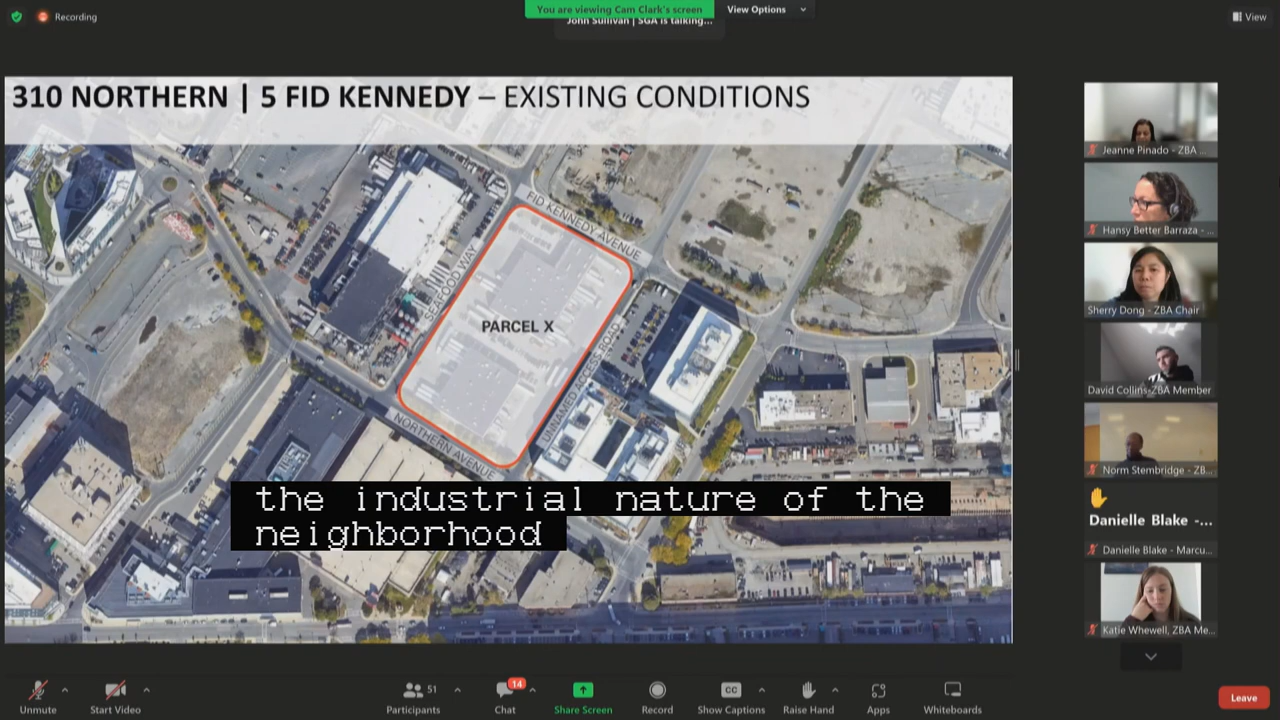 Recording
You are viewing Cam Clark's screen
View Options
John Sullivan | SGA is talking...
View
310 NORTHERN | 5 FID KENNEDY – EXISTING CONDITIONS
FID KENNEDY AVENUE
SEAFOOD WAY
PARCEL X
UNNAMED ACCESS ROAD
NORTHERN AVENUE
the industrial nature of the
neighborhood
Jeanne Pinado - ZBA ...
Hansy Better Barraza - ...
Sherry Dong - ZBA Chair
David Collins-ZBA Member
Norm Stembridge - ZB...
Danielle Blake -...
Danielle Blake - Marcu...
Katie Whewell, ZBA Me...
Unmute
Start Video
51
Participants
14
Chat
Share Screen
Record
CC
Show Captions
Raise Hand
Apps
Whiteboards
Leave